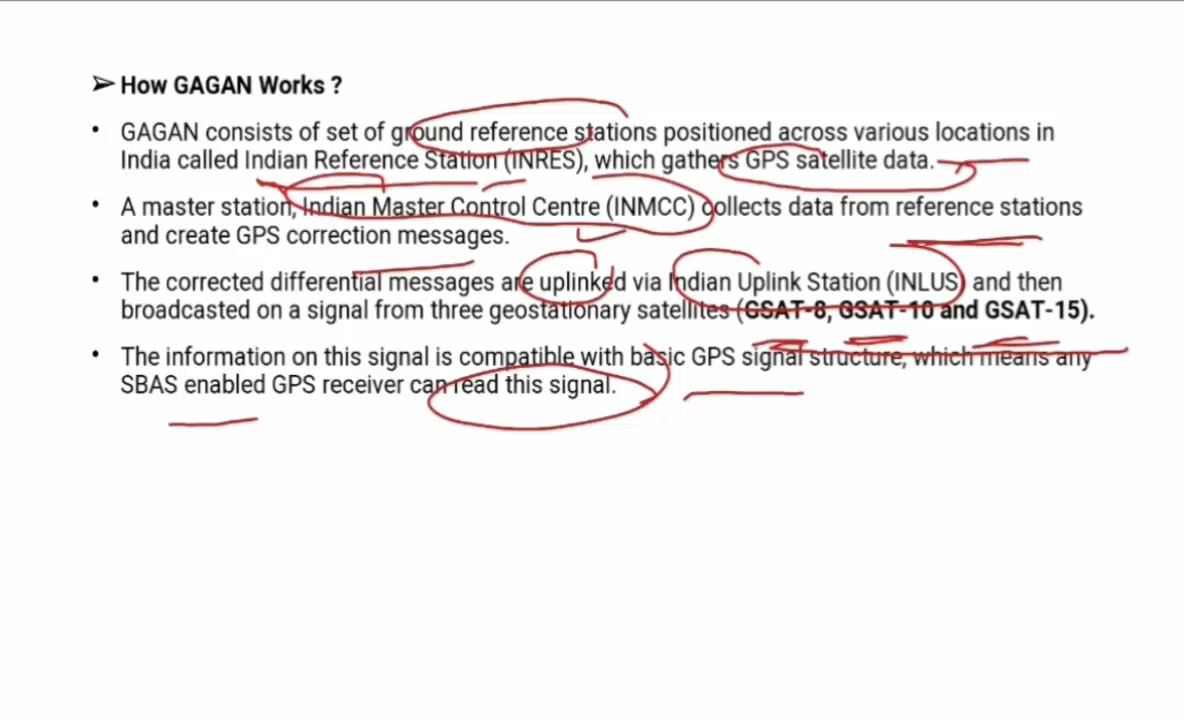 ➢ How GAGAN Works ?
• GAGAN consists of set of ground reference stations positioned across various locations in
India called Indian Reference Station (INRES), which gathers GPS satellite data.
• A master station, Indian Master Control Centre (INMCC) collects data from reference stations
and create GPS correction messages.
• The corrected differential messages are uplinked via Indian Uplink Station (INLUS) and then
broadcasted on a signal from three geostationary satellites (GSAT-8, GSAT-10 and GSAT-15).
• The information on this signal is compatible with basic GPS signal structure, which means any
SBAS enabled GPS receiver can read this signal.